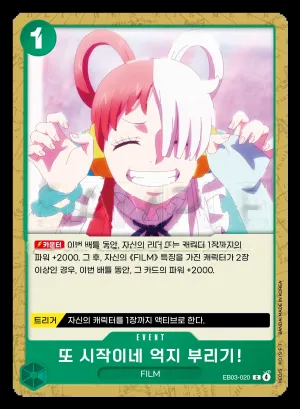 1
카운터 이번 배틀 동안, 자신의 리더 또는 캐릭터 1장까지의
파워 +2000. 그 후, 자신의 《FILM》 특징을 가진 캐릭터가 2장
이상인 경우, 이번 배틀 동안, 그 카드의 파워 +2000.
트리거 자신의 캐릭터를 1장까지 액티브로 한다.
EVENT
또 시작이네 억지 부리기!
FILM
EB03-020